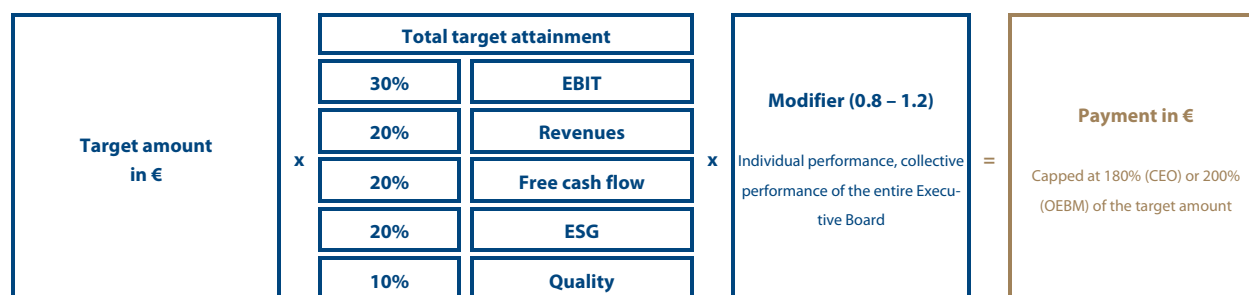 Target amount
in €
x
Total target attainment
30%
EBIT
20%
Revenues
20%
Free cash flow
20%
ESG
10%
Quality
x
Modifier (0.8 – 1.2)
Individual performance, collective
performance of the entire Execu-
tive Board
=
Payment in €
Capped at 180% (CEO) or 200%
(OEBM) of the target amount